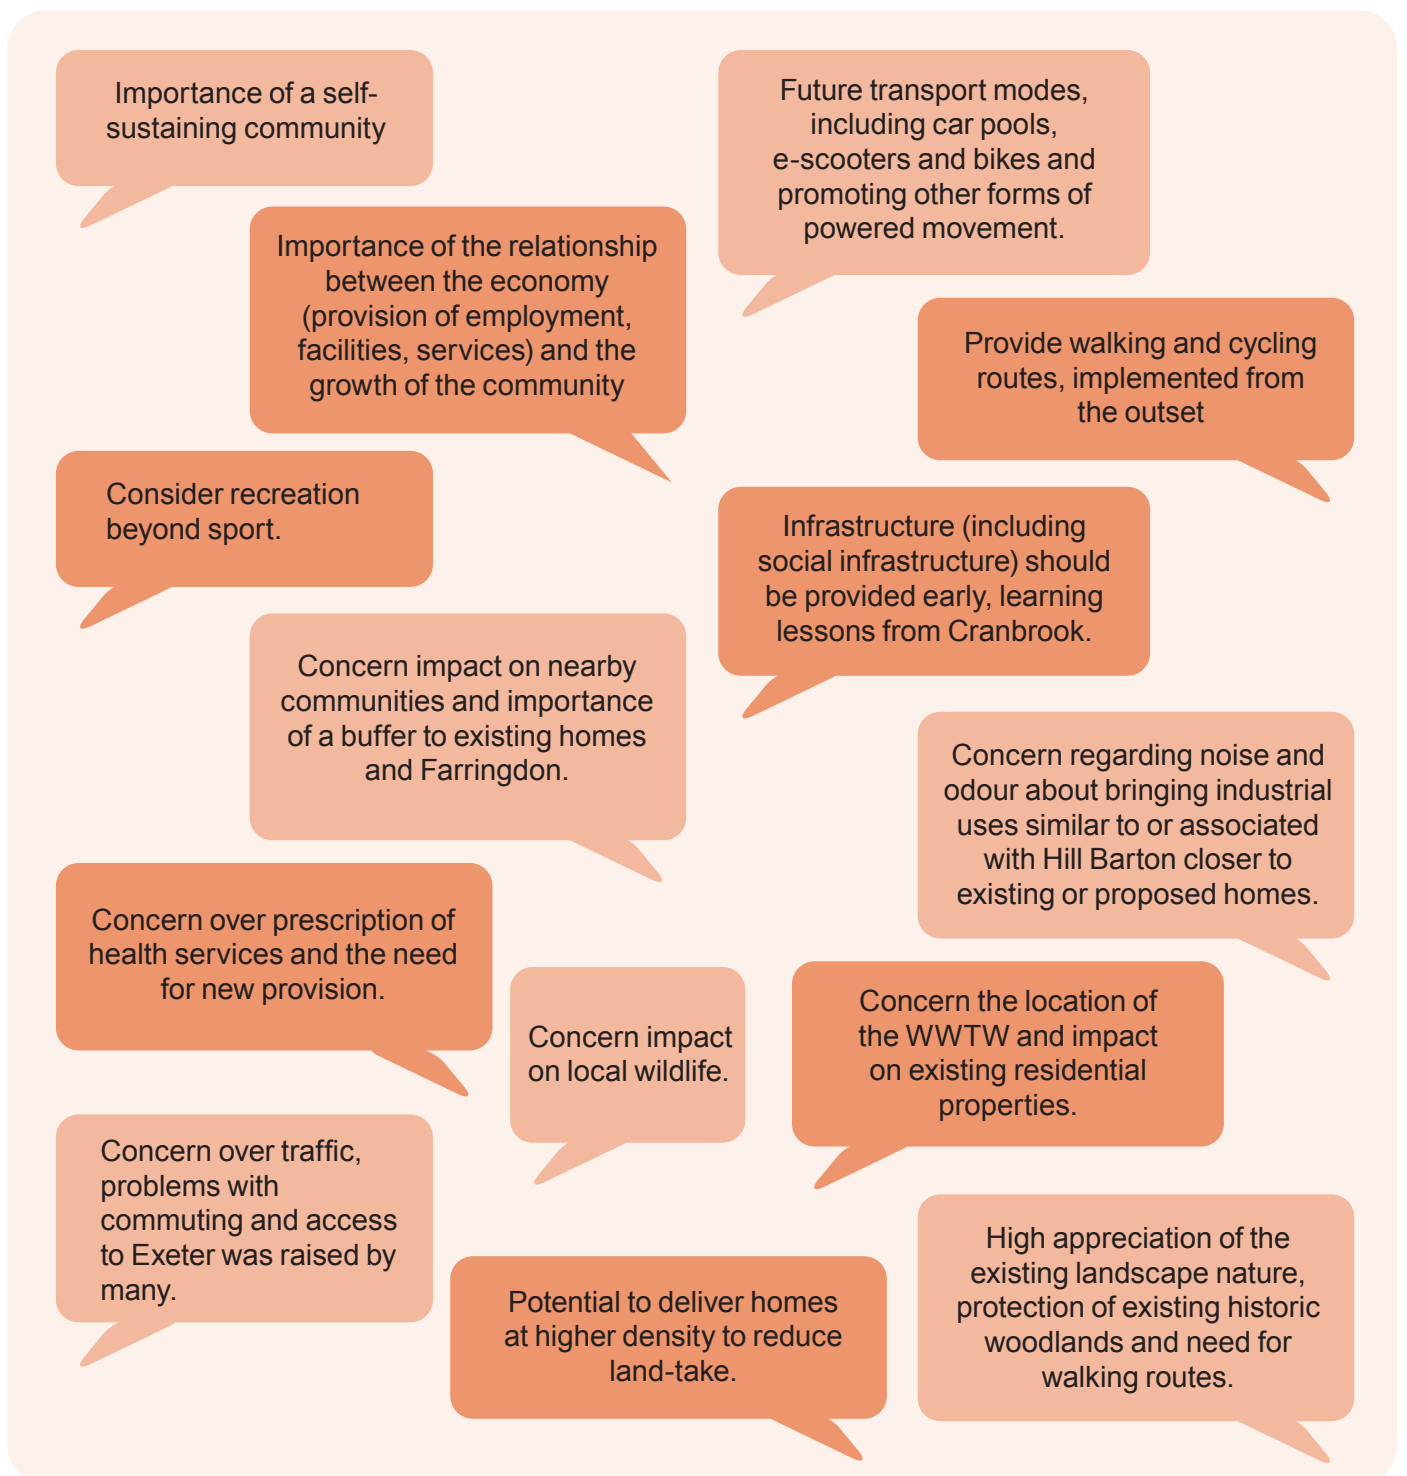 Importance of a self-
sustaining community
Future transport modes,
including car pools,
e-scooters and bikes and
promoting other forms of
powered movement.
Importance of the relationship
between the economy
(provision of employment,
facilities, services) and the
growth of the community
Provide walking and cycling
routes, implemented from
the outset
Consider recreation
beyond sport.
Infrastructure (including
social infrastructure) should
be provided early, learning
lessons from Cranbrook.
Concern impact on nearby
communities and importance
of a buffer to existing homes
and Farringdon.
Concern regarding noise and
odour about bringing industrial
uses similar to or associated
with Hill Barton closer to
existing or proposed homes.
Concern over prescription of
health services and the need
for new provision.
Concern impact
on local wildlife.
Concern the location of
the WWTW and impact
on existing residential
properties.
Concern over traffic,
problems with
commuting and access
to Exeter was raised by
many.
Potential to deliver homes
at higher density to reduce
land-take.
High appreciation of the
existing landscape nature,
protection of existing historic
woodlands and need for
walking routes.